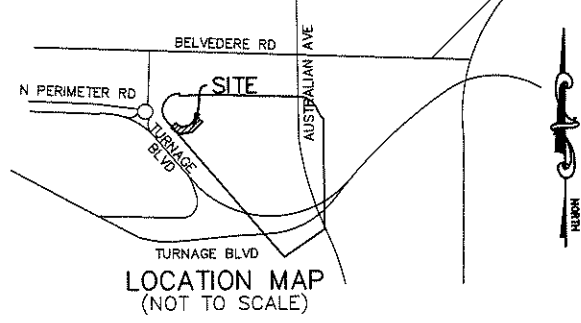 BELVEDERE RD
AUSTRALIAN AVE
N PERIMETER RD
SITE
TURNAGE
BLVD
TURNAGE BLVD
LOCATION MAP
(NOT TO SCALE)
NORTH